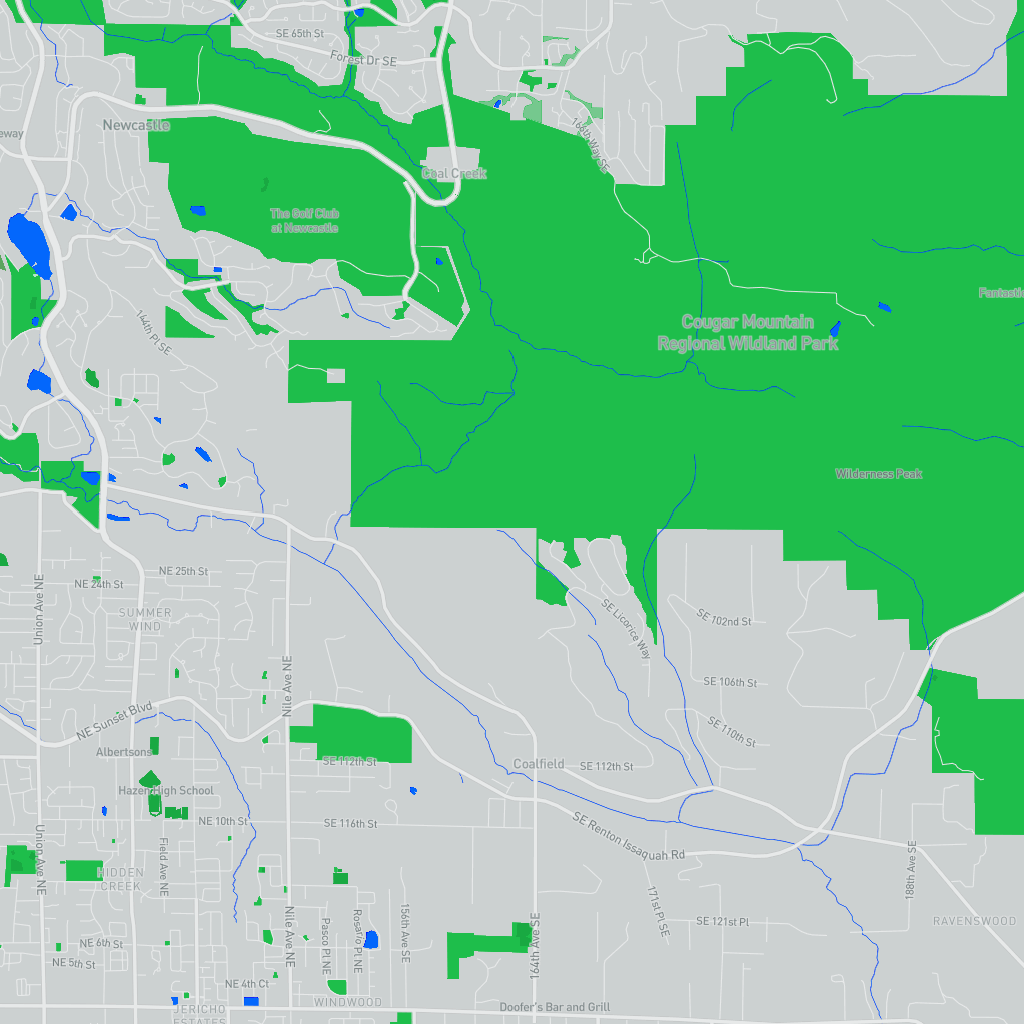 SE 65th St
Forest Dr SE
Newcastle
eway
166th Way SE
Coal Creek
The Golf Club
at Newcastle
Fantastic
Cougar Mountain
Regional Wildland Park
144th Pl SE
Wilderness Peak
NE 25th St
NE 24th St
Union Ave NE
SUMMER
WIND
SE Licorice Way
SE 102nd St
Nile Ave NE
SE 106th St
NE Sunset Blvd
SE 110th St
Albertsons
SE 112th St
Coalfield
SE 112th St
Hazen High School
NE 10th St
SE 116th St
SE Renton Issaquah Rd
Union Ave NE
Field Ave NE
188th Ave SE
HIDDEN
CREEK
Nile Ave NE
Pasco Pl NE
Rosario Pl NE
156th Ave SE
164th Ave SE
171st Pl SE
SE 121st Pl
RAVENSWOOD
NE 6th St
NE 5th St
NE 4th Ct
WINDWOOD
JERICHO
ESTATES
Doofer's Bar and Grill